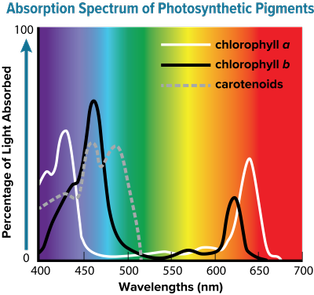 Absorption Spectrum of Photosynthetic Pigments
100
chlorophyll a
chlorophyll b
carotenoids
Percentage of Light Absorbed
0
400 450 500 550 600 650 700
Wavelengths (nm)